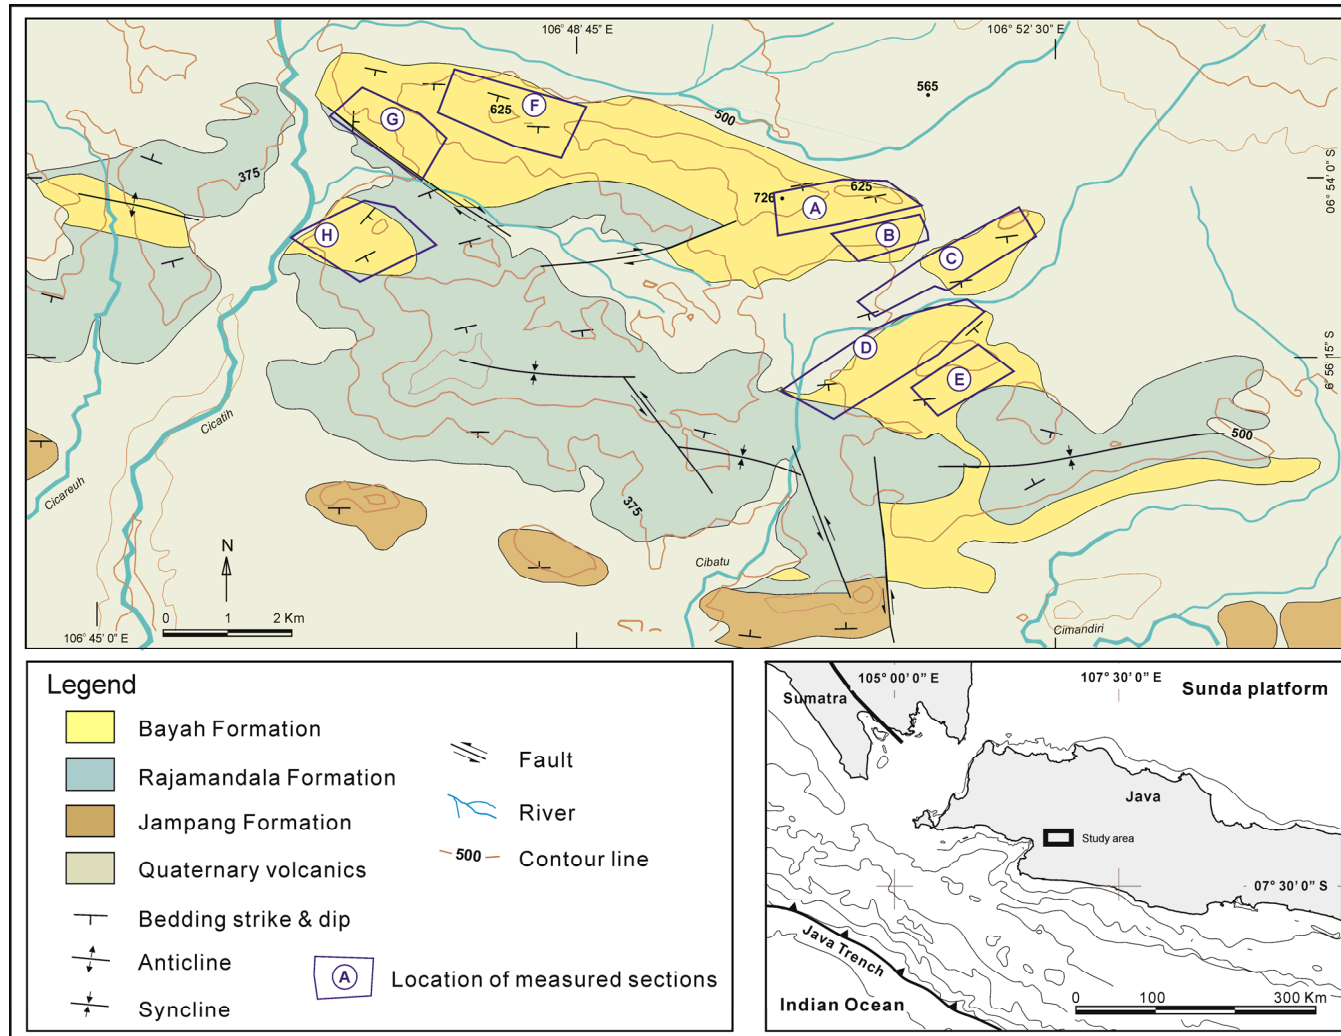 106° 48' 45" E
106° 52' 30" E
565
F
625
500
G
375
06° 54' 0" S
625
726
A
H
B
C
D
6° 56' 15" S
E
Cicatih
500
Cicareuh
375
N
Cibatu
0 1 2 Km
106° 45' 0" E
Cimandiri
Legend
Bayah Formation
Rajamandala Formation
Jampang Formation
Quaternary volcanics
Bedding strike & dip
Anticline
Syncline
Fault
River
500
Contour line
A
Location of measured sections
105° 00' 0" E
107° 30' 0" E
Sunda platform
Sumatra
Java
Study area
07° 30' 0" S
Java Trench
Indian Ocean
0 100 200 300 Km